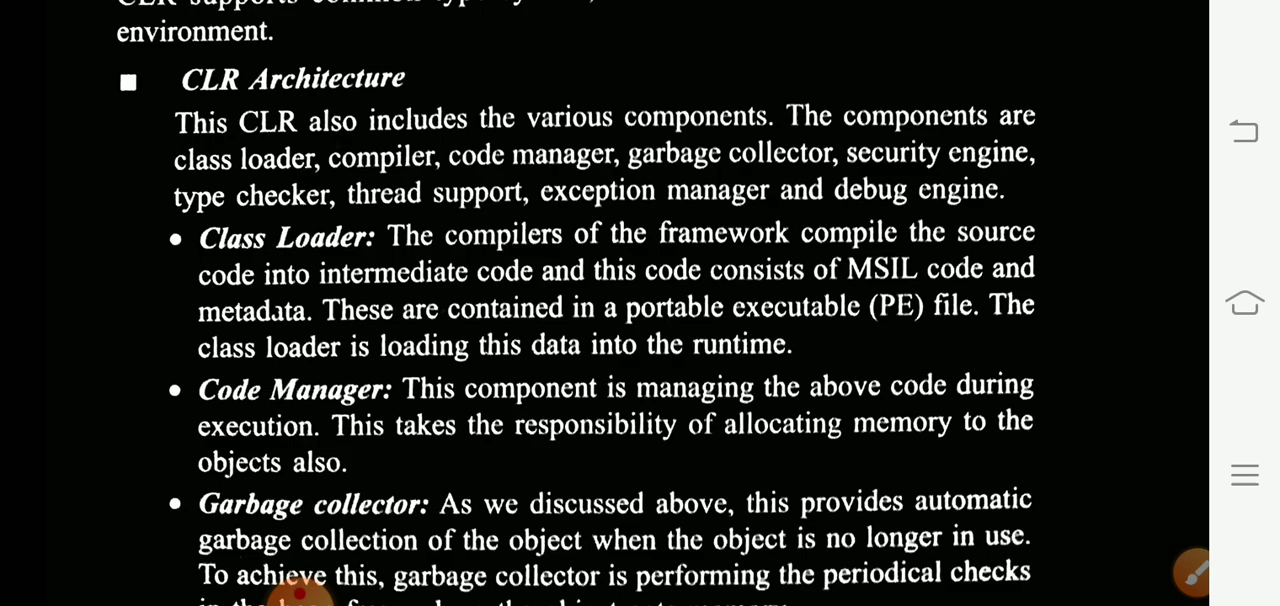 environment.
CLR Architecture
This CLR also includes the various components. The components are
class loader, compiler, code manager, garbage collector, security engine,
type checker, thread support, exception manager and debug engine.
• Class Loader: The compilers of the framework compile the source
code into intermediate code and this code consists of MSIL code and
metadata. These are contained in a portable executable (PE) file. The
class loader is loading this data into the runtime.
• Code Manager: This component is managing the above code during
execution. This takes the responsibility of allocating memory to the
objects also.
• Garbage collector: As we discussed above, this provides automatic
garbage collection of the object when the object is no longer in use.
To achieve this, garbage collector is performing the periodical checks